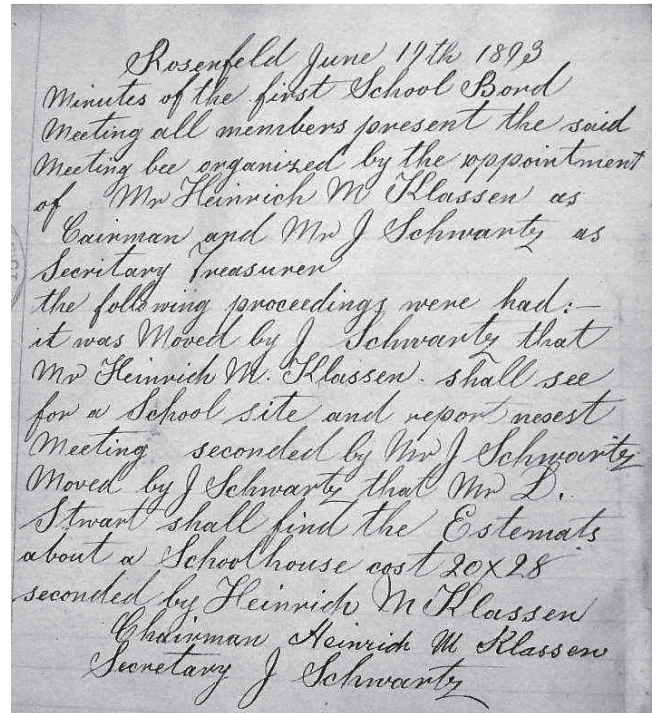 Rosenfeld June 17th 1893
Minutes of the first School Bord
Meeting all members present the said
Meeting bee organized by the appointment
of Mr Heinrich M Klassen as
Cairman and Mr J Schwartz as
Secritary Treasurer
the following proceedings were had:—
it was Moved by J Schwartz that
Mr Heinrich M. Klassen. shall see
for a School site and report nesest
Meeting seconded by Mr J Schwartz
Moved by J Schwartz that Mr D.
Stwart shall find the Estemats
about a Schoolhouse cost 20x28
seconded by Heinrich M Klassen
Chairman Heinrich M Klassen
Secretary J Schwartz